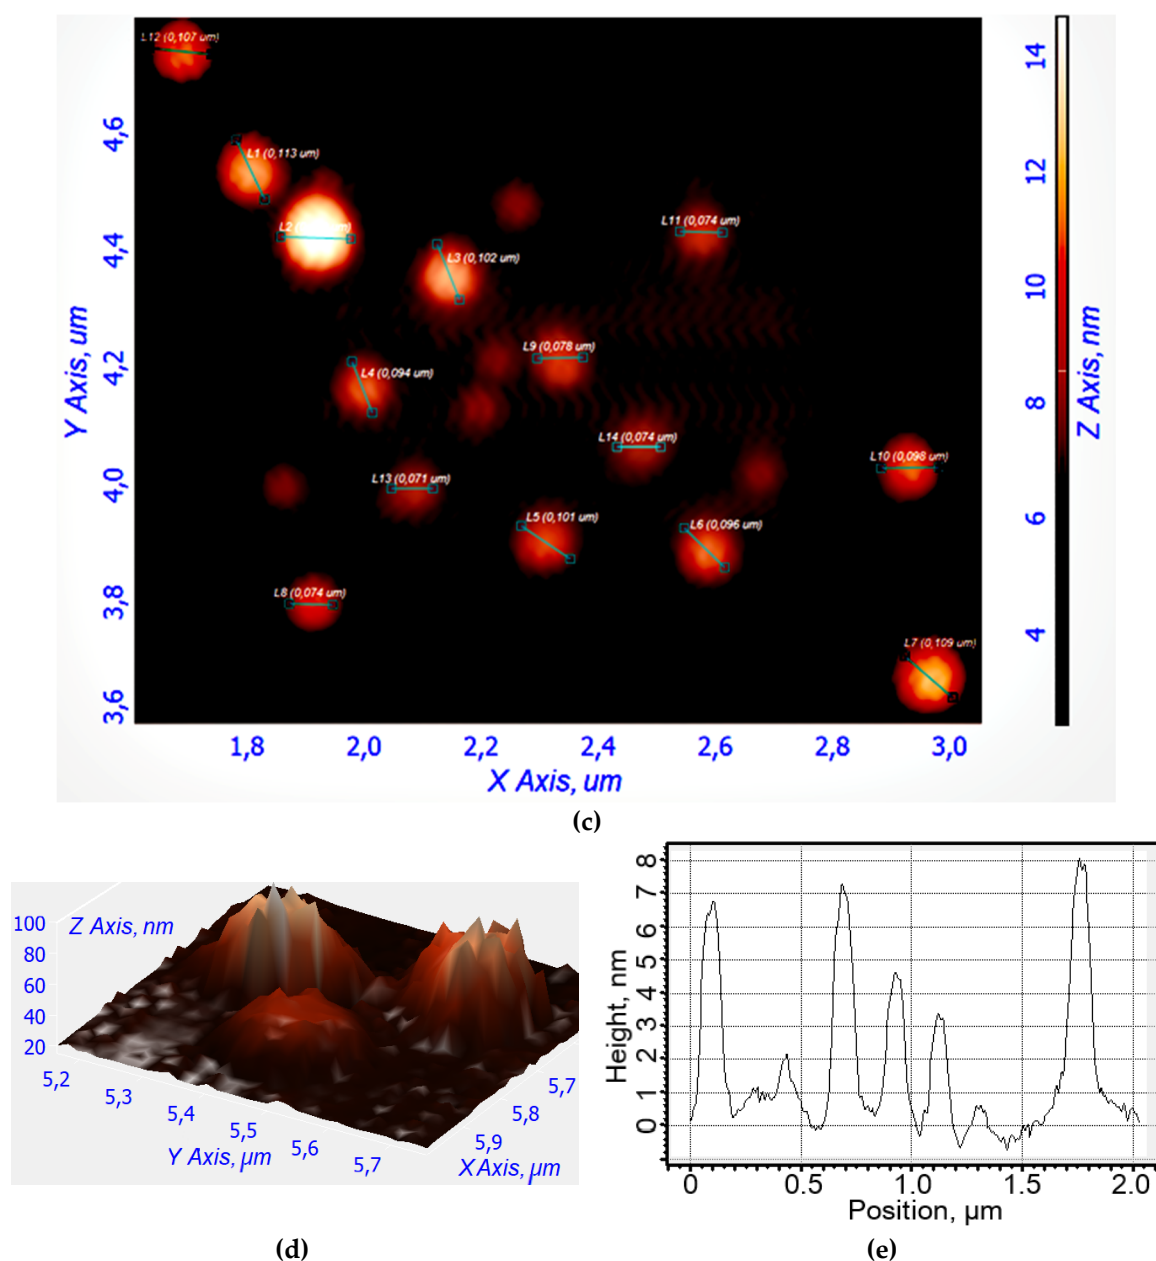 L12 (0,107 um)
L1 (0,113 um)
L2
L3 (0,102 um)
L11 (0,074 um)
L9 (0,078 um)
L4 (0,094 um)
L14 (0,074 um)
L10 (0,098 um)
L13 (0,071 um)
L5 (0,101 um)
L6 (0,096 um)
L8 (0,074 um)
L7 (0,109 um)
4,6
4,4
4,2
4,0
3,8
3,6
Y Axis, um
1,8 2,0 2,2 2,4 2,6 2,8 3,0
X Axis, um
14
12
10
8
6
4
Z Axis, nm
(c)
Z Axis, nm
100
80
60
40
20
5,2 5,3 5,4 5,5 5,6 5,7
Y Axis, μm
5,7
5,8
5,9
X Axis, μm
(d)
Height, nm
8
7
6
5
4
3
2
1
0
0 0.5 1.0 1.5 2.0
Position, μm
(e)